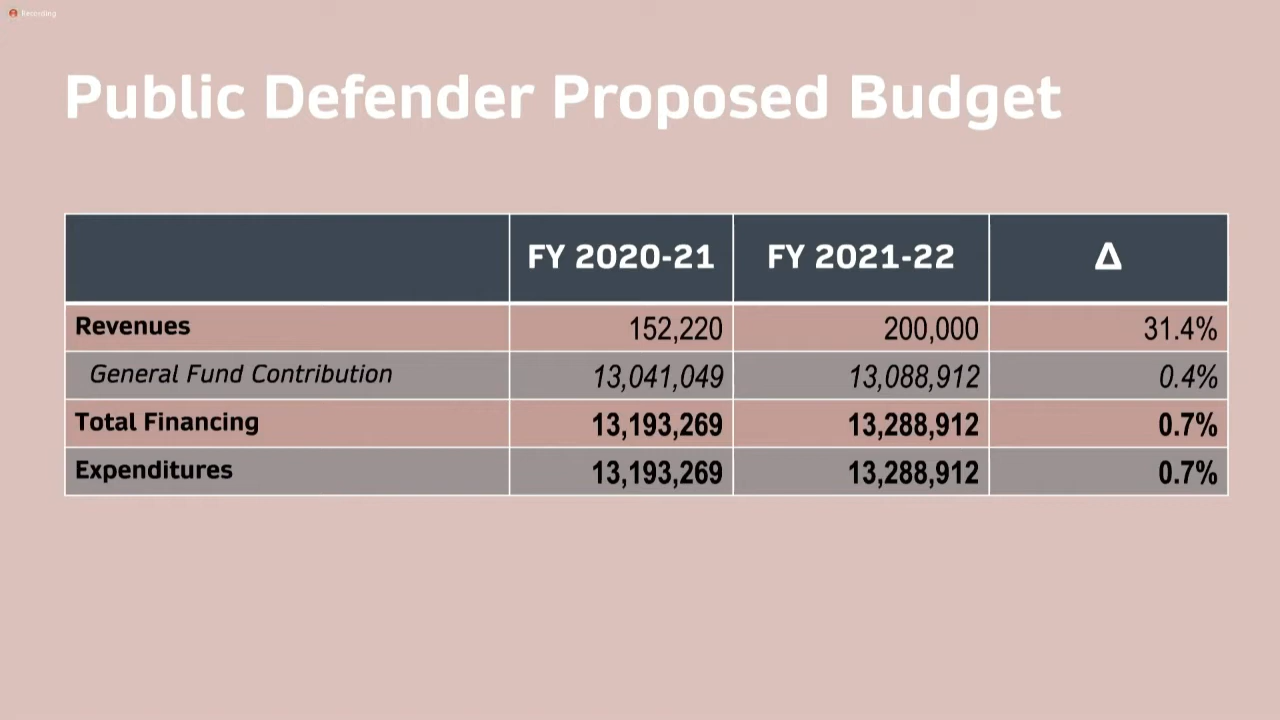 Recording
Public Defender Proposed Budget
FY 2020-21 FY 2021-22 Δ
Revenues 152,220 200,000 31.4%
General Fund Contribution 13,041,049 13,088,912 0.4%
Total Financing 13,193,269 13,288,912 0.7%
Expenditures 13,193,269 13,288,912 0.7%